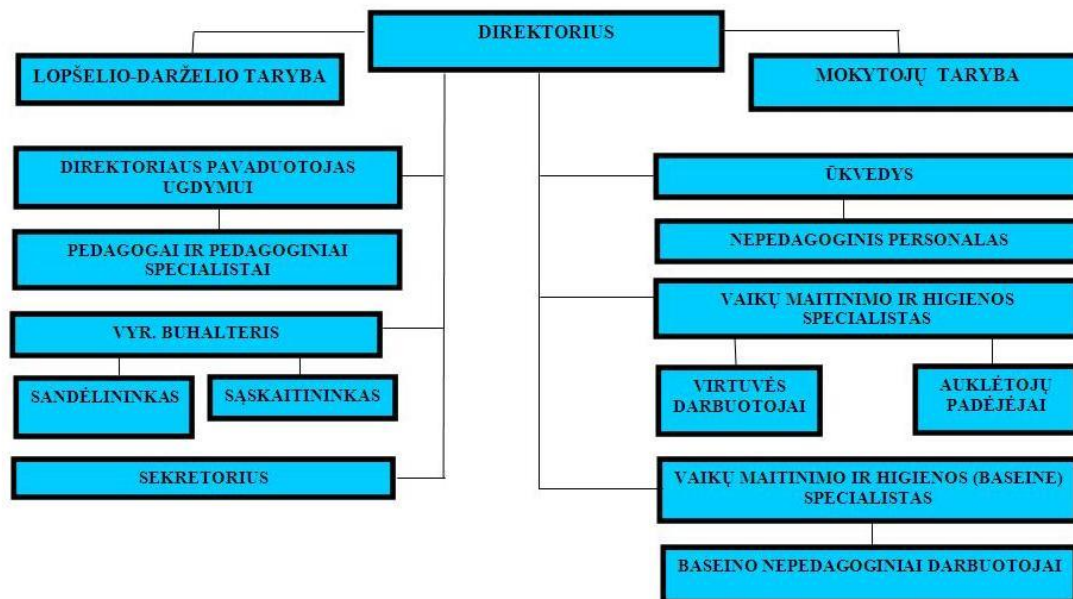 DIREKTORIUS
LOPŠELIO-DARŽELIO TARYBA
MOKYTOJŲ TARYBA
DIREKTORIAUS PAVADUOTOJAS
UGDYMUI
PEDAGOGAI IR PEDAGOGINIAI
SPECIALISTAI
VYR. BUHALTERIS
SANDĖLININKAS
SĄSKAITININKAS
SEKRETORIUS
ŪKVEDYS
NEPEDAGOGINIS PERSONALAS
VAIKŲ MAITINIMO IR HIGIENOS
SPECIALISTAS
VIRTUVĖS
DARBUOTOJAI
AUKLĖTOJŲ
PADĖJĖJAI
VAIKŲ MAITINIMO IR HIGIENOS (BASEINE)
SPECIALISTAS
BASEINO NEPEDAGOGINIAI DARBUOTOJAI